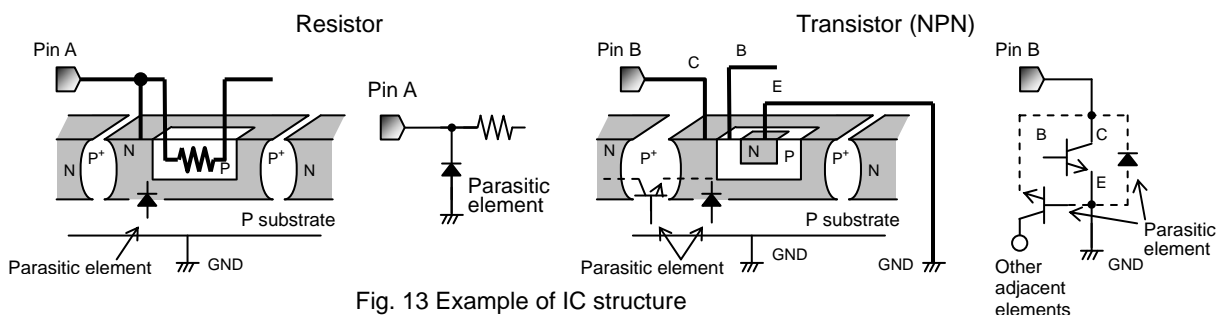 Resistor
Transistor (NPN)
Pin A
Pin A
N
P+
N
P
P+
N
Parasitic
element
P substrate
Parasitic element
GND
Pin B
C
B
E
N
P+
N
P
P+
N
P substrate
Parasitic element
GND
GND
Pin B
B
C
E
Parasitic
element
GND
Other
adjacent
elements
Fig. 13 Example of IC structure